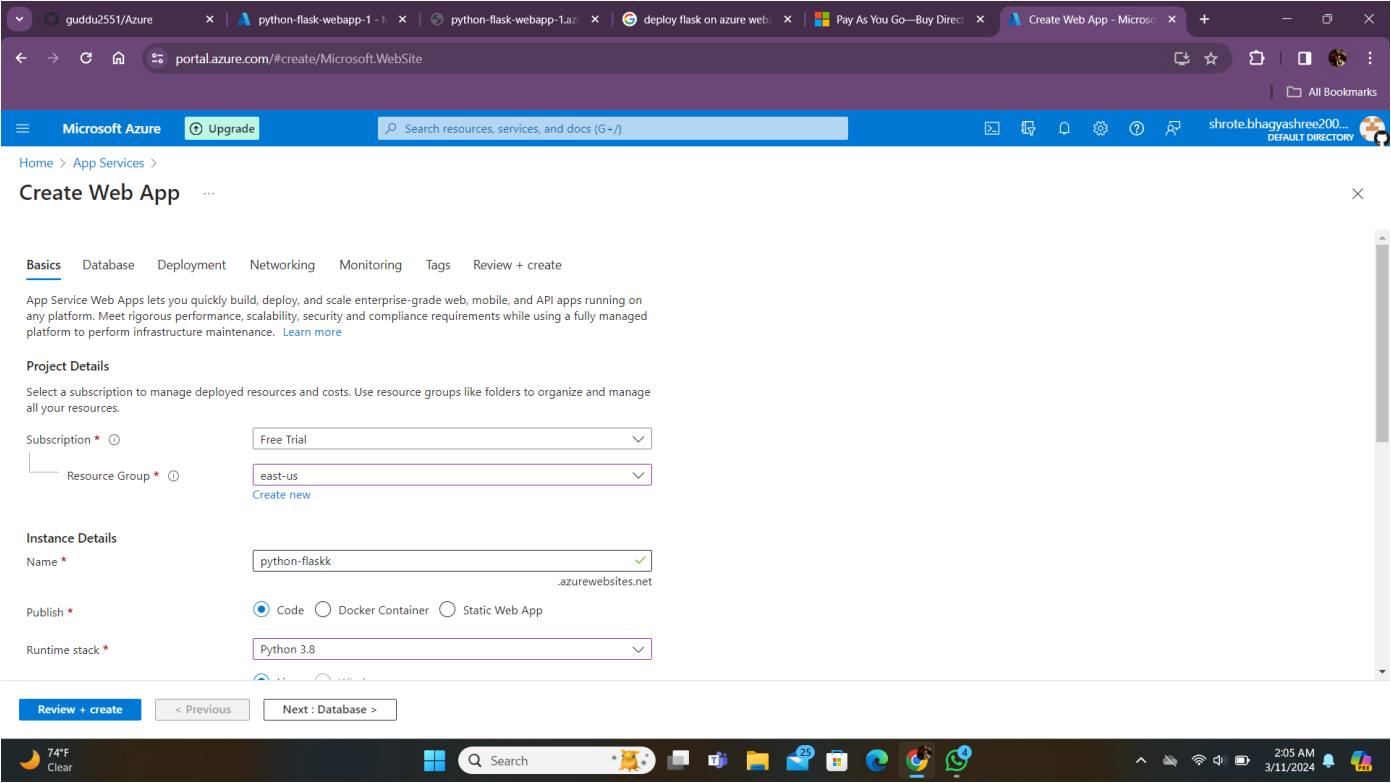 guddu2551/Azure
python-flask-webapp-1 - M
python-flask-webapp-1.azu
deploy flask on azure weba
Pay As You Go—Buy Direct
Create Web App - Microso
portal.azure.com/#create/Microsoft.WebSite
All Bookmarks
Microsoft Azure
Upgrade
Search resources, services, and docs (G+/)
shrote.bhagyashree200...
DEFAULT DIRECTORY
Home > App Services >
Create Web App ...
Basics Database Deployment Networking Monitoring Tags Review + create
App Service Web Apps lets you quickly build, deploy, and scale enterprise-grade web, mobile, and API apps running on
any platform. Meet rigorous performance, scalability, security and compliance requirements while using a fully managed
platform to perform infrastructure maintenance. Learn more
Project Details
Select a subscription to manage deployed resources and costs. Use resource groups like folders to organize and manage
all your resources.
Subscription *
Free Trial
Resource Group *
east-us
Create new
Instance Details
Name *
python-flaskk
.azurewebsites.net
Publish *
Code Docker Container Static Web App
Runtime stack *
Python 3.8
Review + create < Previous Next : Database >
74°F
Clear
Search
25
4
2:05 AM
3/11/2024
PRE